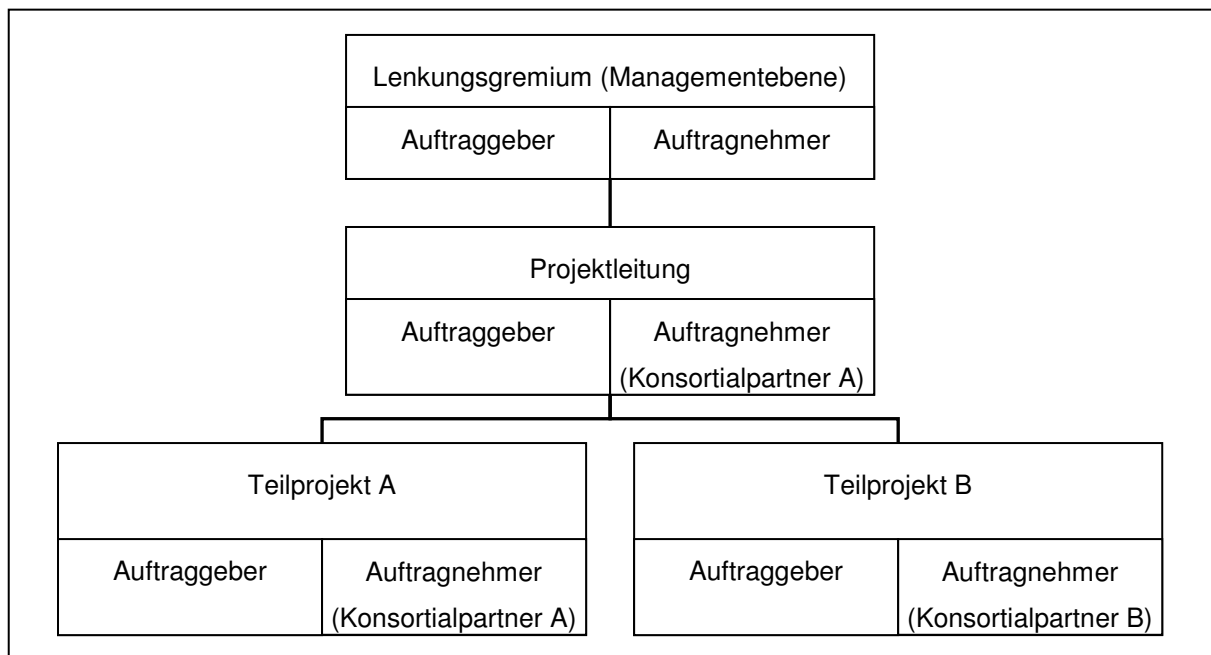 Lenkungsgremium (Managementebene)
Auftraggeber
Auftragnehmer
Projektleitung
Auftraggeber
Auftragnehmer
(Konsortialpartner A)
Teilprojekt A
Auftraggeber
Auftragnehmer
(Konsortialpartner A)
Teilprojekt B
Auftraggeber
Auftragnehmer
(Konsortialpartner B)